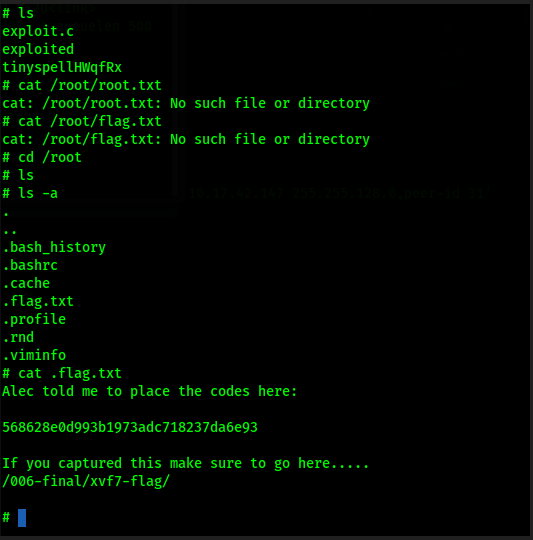 # ls
exploit.c
exploited
tinyspellHWqfRx
# cat /root/root.txt
cat: /root/root.txt: No such file or directory
# cat /root/flag.txt
cat: /root/flag.txt: No such file or directory
# cd /root
# ls
# ls -a
.
..
.bash_history
.bashrc
.cache
.flag.txt
.profile
.rnd
.viminfo
# cat .flag.txt
Alec told me to place the codes here:
568628e0d993b1973adc718237da6e93
If you captured this make sure to go here.....
/006-final/xvf7-flag/
#